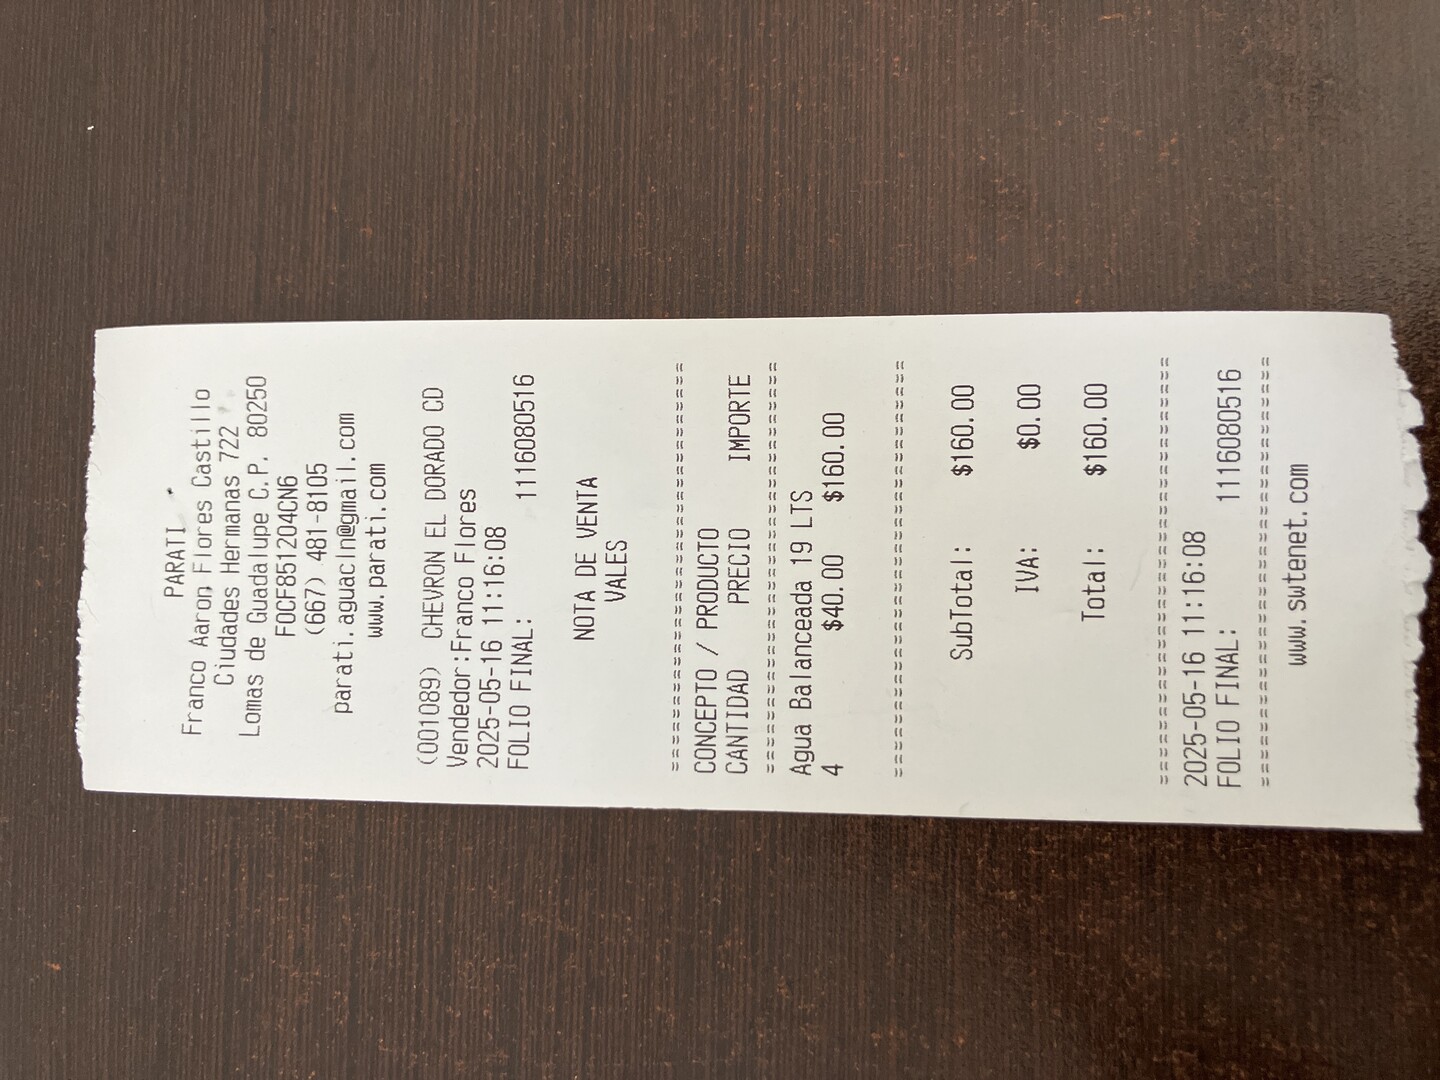 PARATI
Franco Aaron Flores Castillo
Ciudades Hermanas 722
Lomas de Guadalupe C.P. 80250
FOCF851204CN6
(667) 481-8105
parati.aguacln@gmail.com
www.parati.com
(001089) CHEVRON EL DORADO CD
Vendedor:Franco Flores
2025-05-16 11:16:08
FOLIO FINAL: 1116080516
NOTA DE VENTA
VALES
==============================
CONCEPTO / PRODUCTO
CANTIDAD PRECIO IMPORTE
==============================
Agua Balanceada 19 LTS
4 $40.00 $160.00
==============================
SubTotal: $160.00
IVA: $0.00
Total: $160.00
==============================
2025-05-16 11:16:08
FOLIO FINAL: 1116080516
==============================
www.swtenet.com